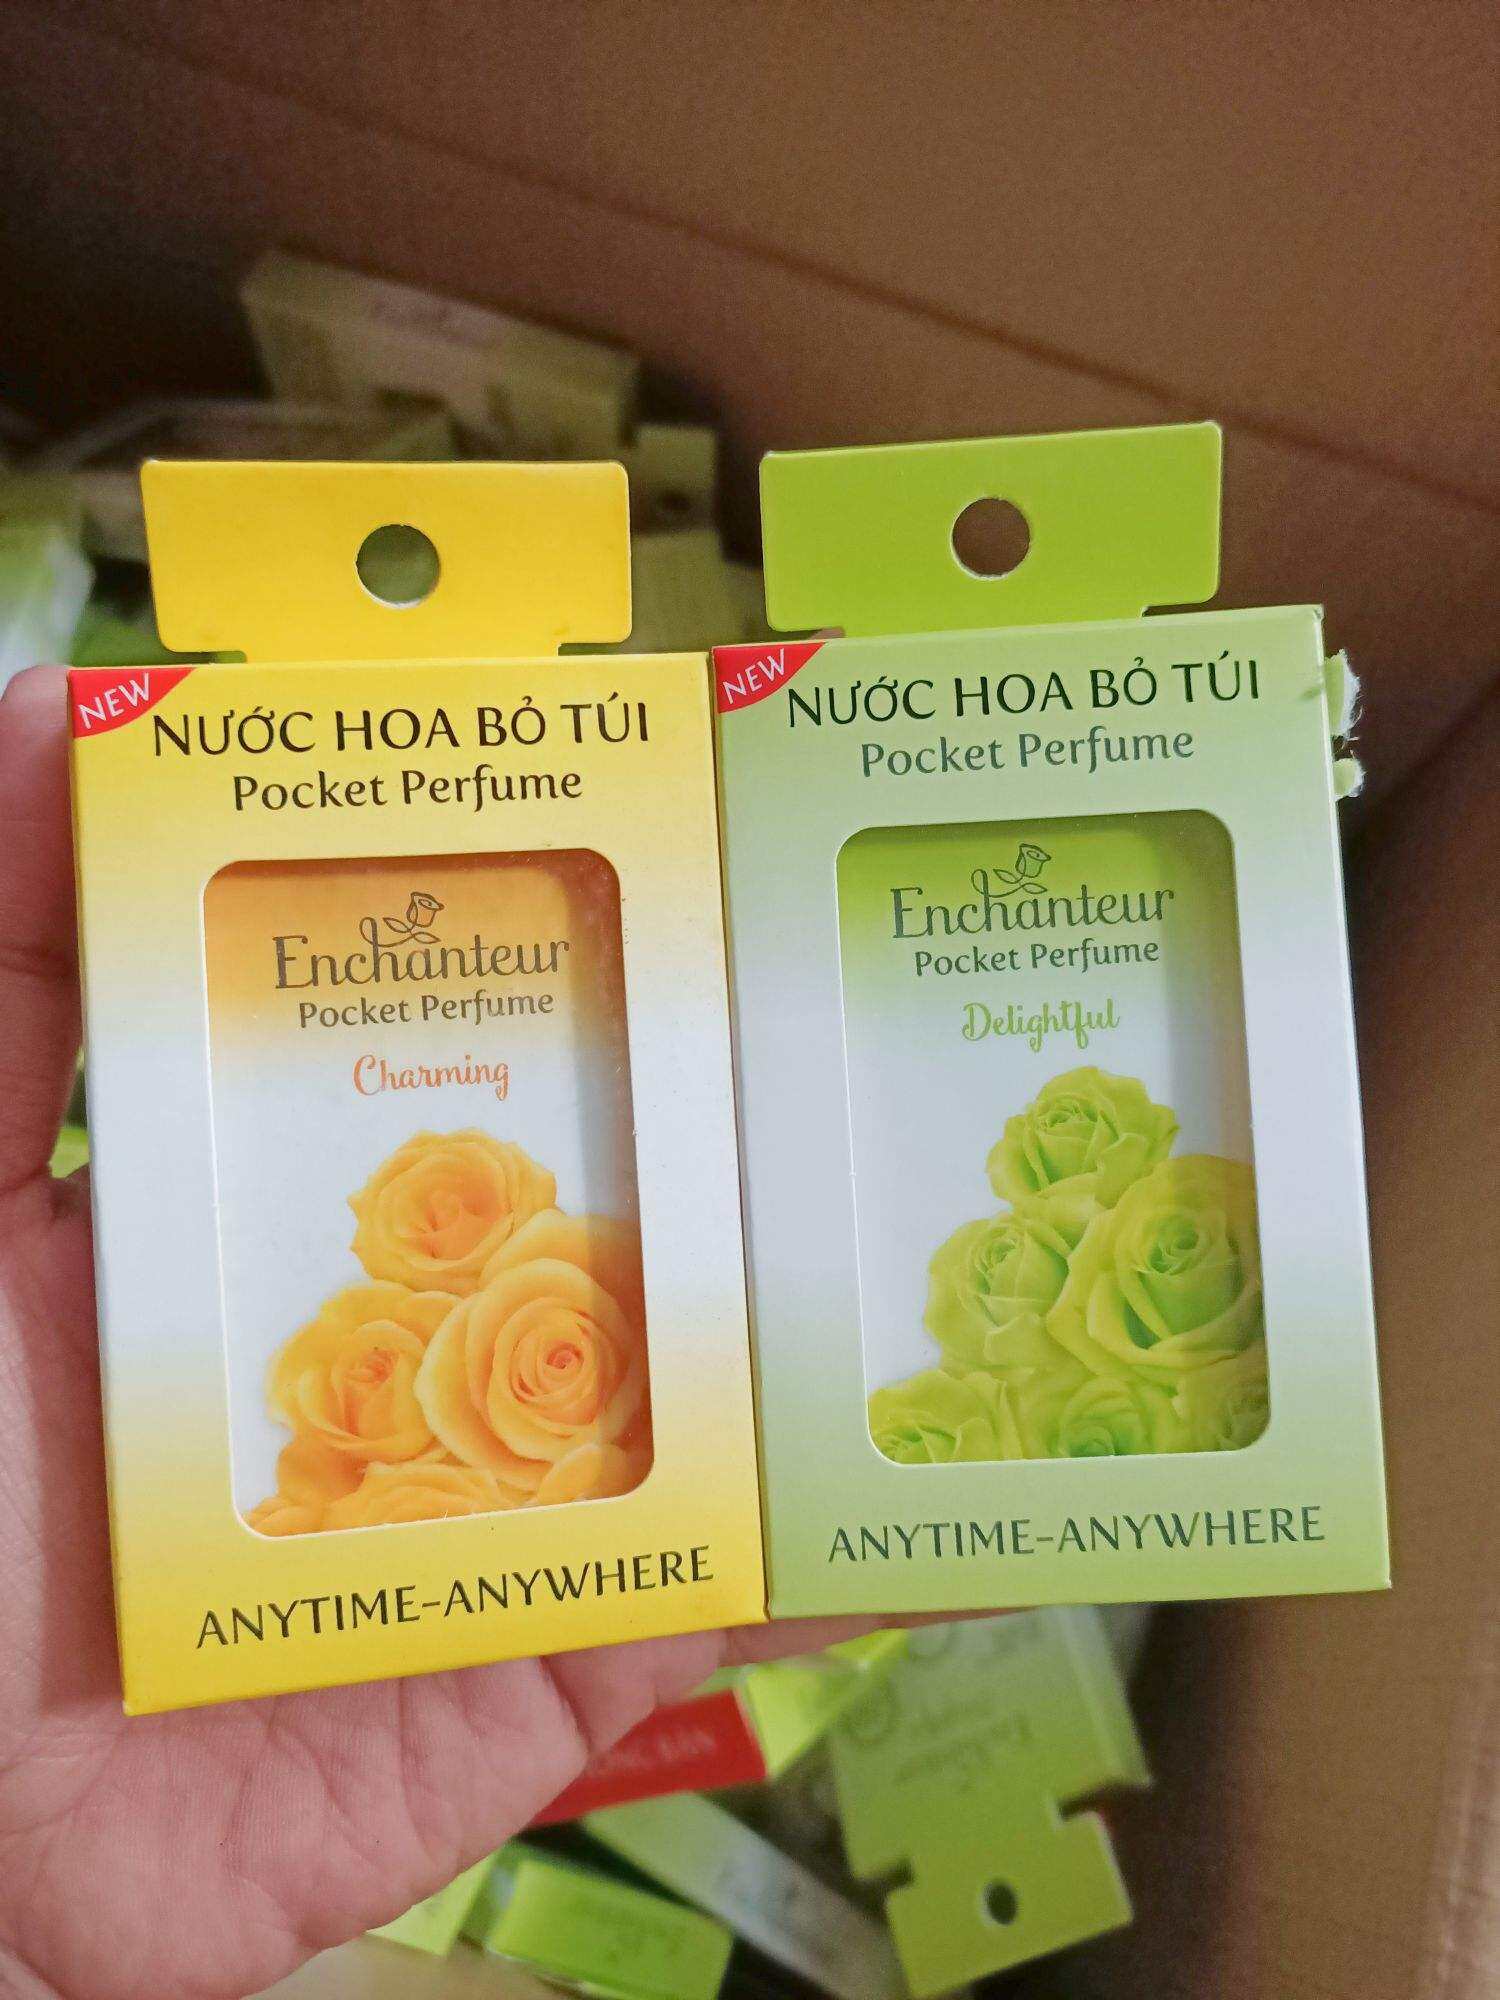 NEW
NƯỚC HOA BỎ TÚI
Pocket Perfume
Enchanteur
Pocket Perfume
Charming
ANYTIME-ANYWHERE
NEW
NƯỚC HOA BỎ TÚI
Pocket Perfume
Enchanteur
Pocket Perfume
Delightful
ANYTIME-ANYWHERE